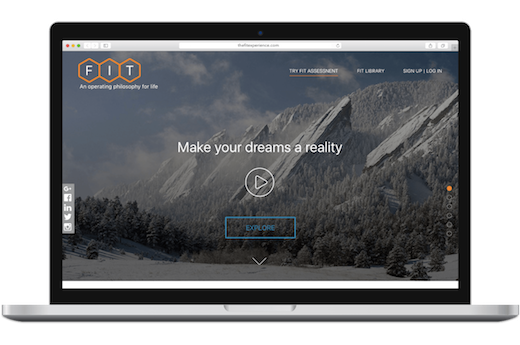 thefitexperience.com
FIT
An operating philosophy for life
TRY FIT ASSESSMENT
FIT LIBRARY
SIGN UP | LOG IN
Make your dreams a reality
EXPLORE